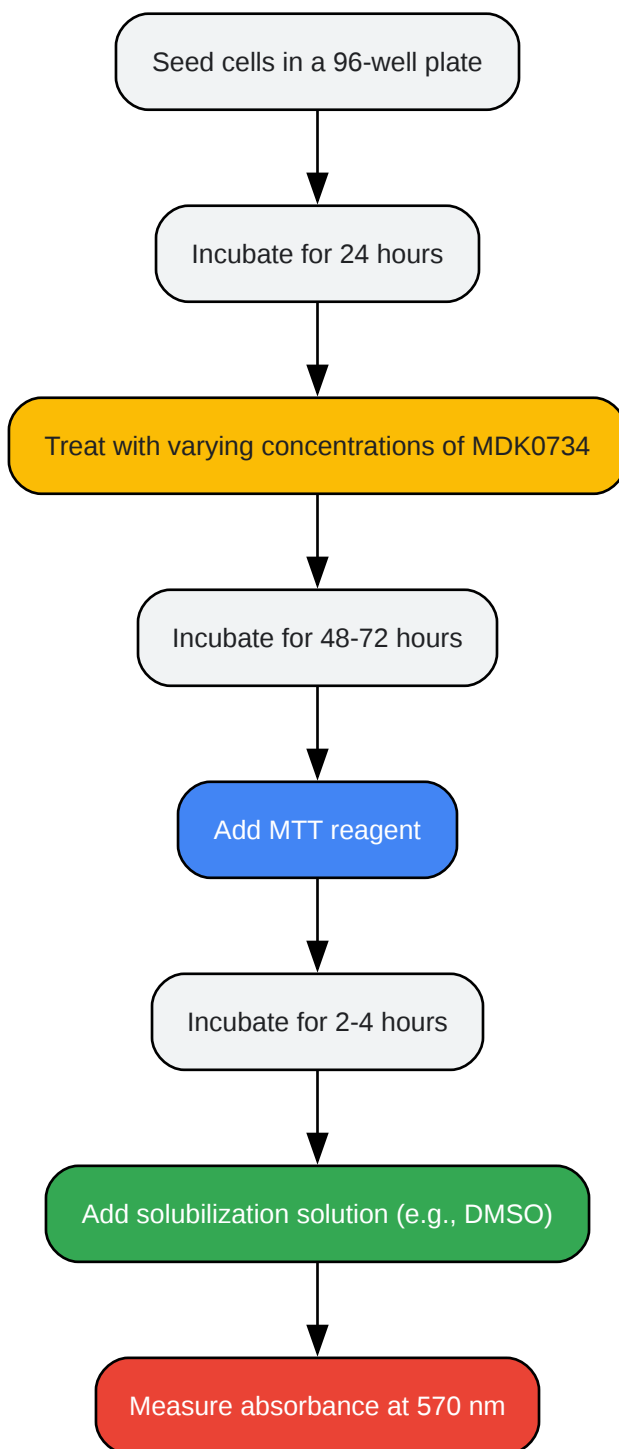 Seed cells in a 96-well plate
Incubate for 24 hours
Treat with varying concentrations of MDK0734
Incubate for 48-72 hours
Add MTT reagent
Incubate for 2-4 hours
Add solubilization solution (e.g., DMSO)
Measure absorbance at 570 nm